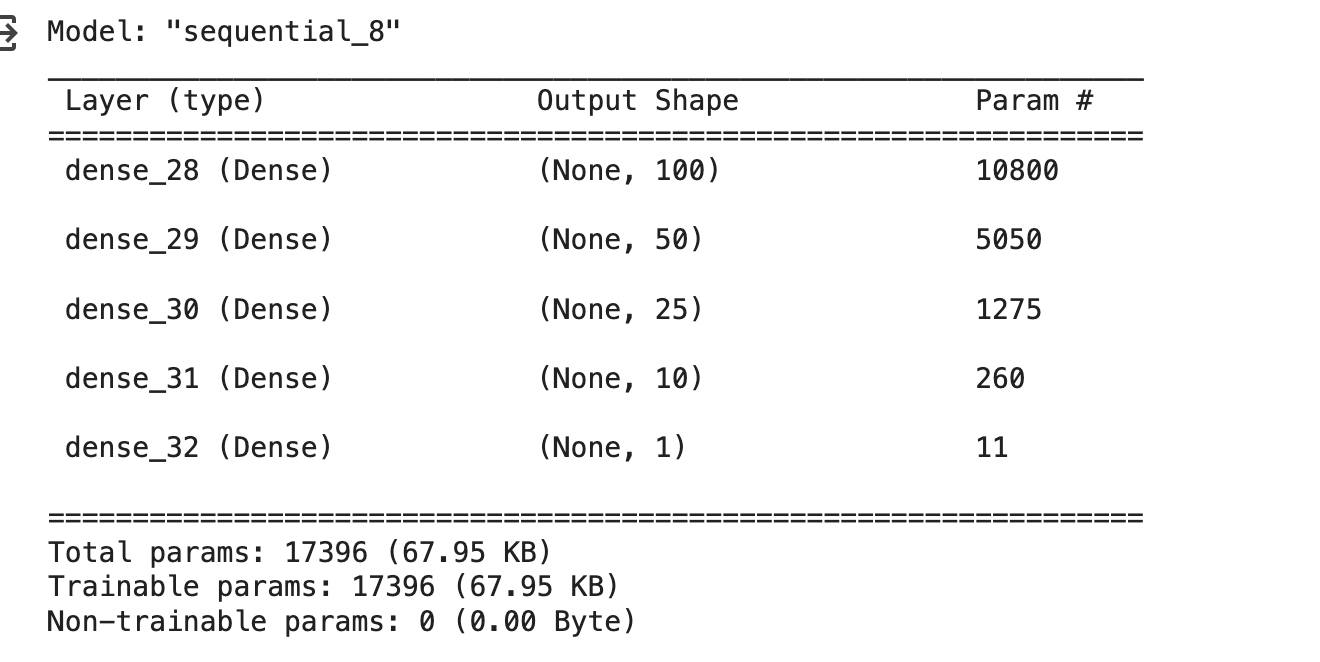 Model: "sequential_8"
_________________________________________________________________
Layer (type) Output Shape Param #
=================================================================
dense_28 (Dense) (None, 100) 10800
dense_29 (Dense) (None, 50) 5050
dense_30 (Dense) (None, 25) 1275
dense_31 (Dense) (None, 10) 260
dense_32 (Dense) (None, 1) 11
=================================================================
Total params: 17396 (67.95 KB)
Trainable params: 17396 (67.95 KB)
Non-trainable params: 0 (0.00 Byte)